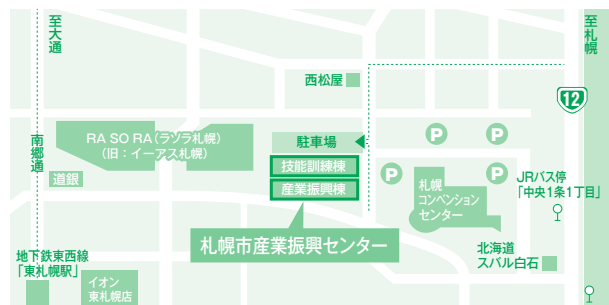 至大通
至札幌
西松屋
12
南郷通
RA SO RA(ラソラ札幌)
(旧：イーアス札幌)
駐車場
P
P
技能訓練棟
産業振興棟
P
P
道銀
札幌
コンベンション
センター
JRバス停
「中央1条1丁目」
札幌市産業振興センター
地下鉄東西線
「東札幌駅」
イオン
東札幌店
北海道
スバル白石